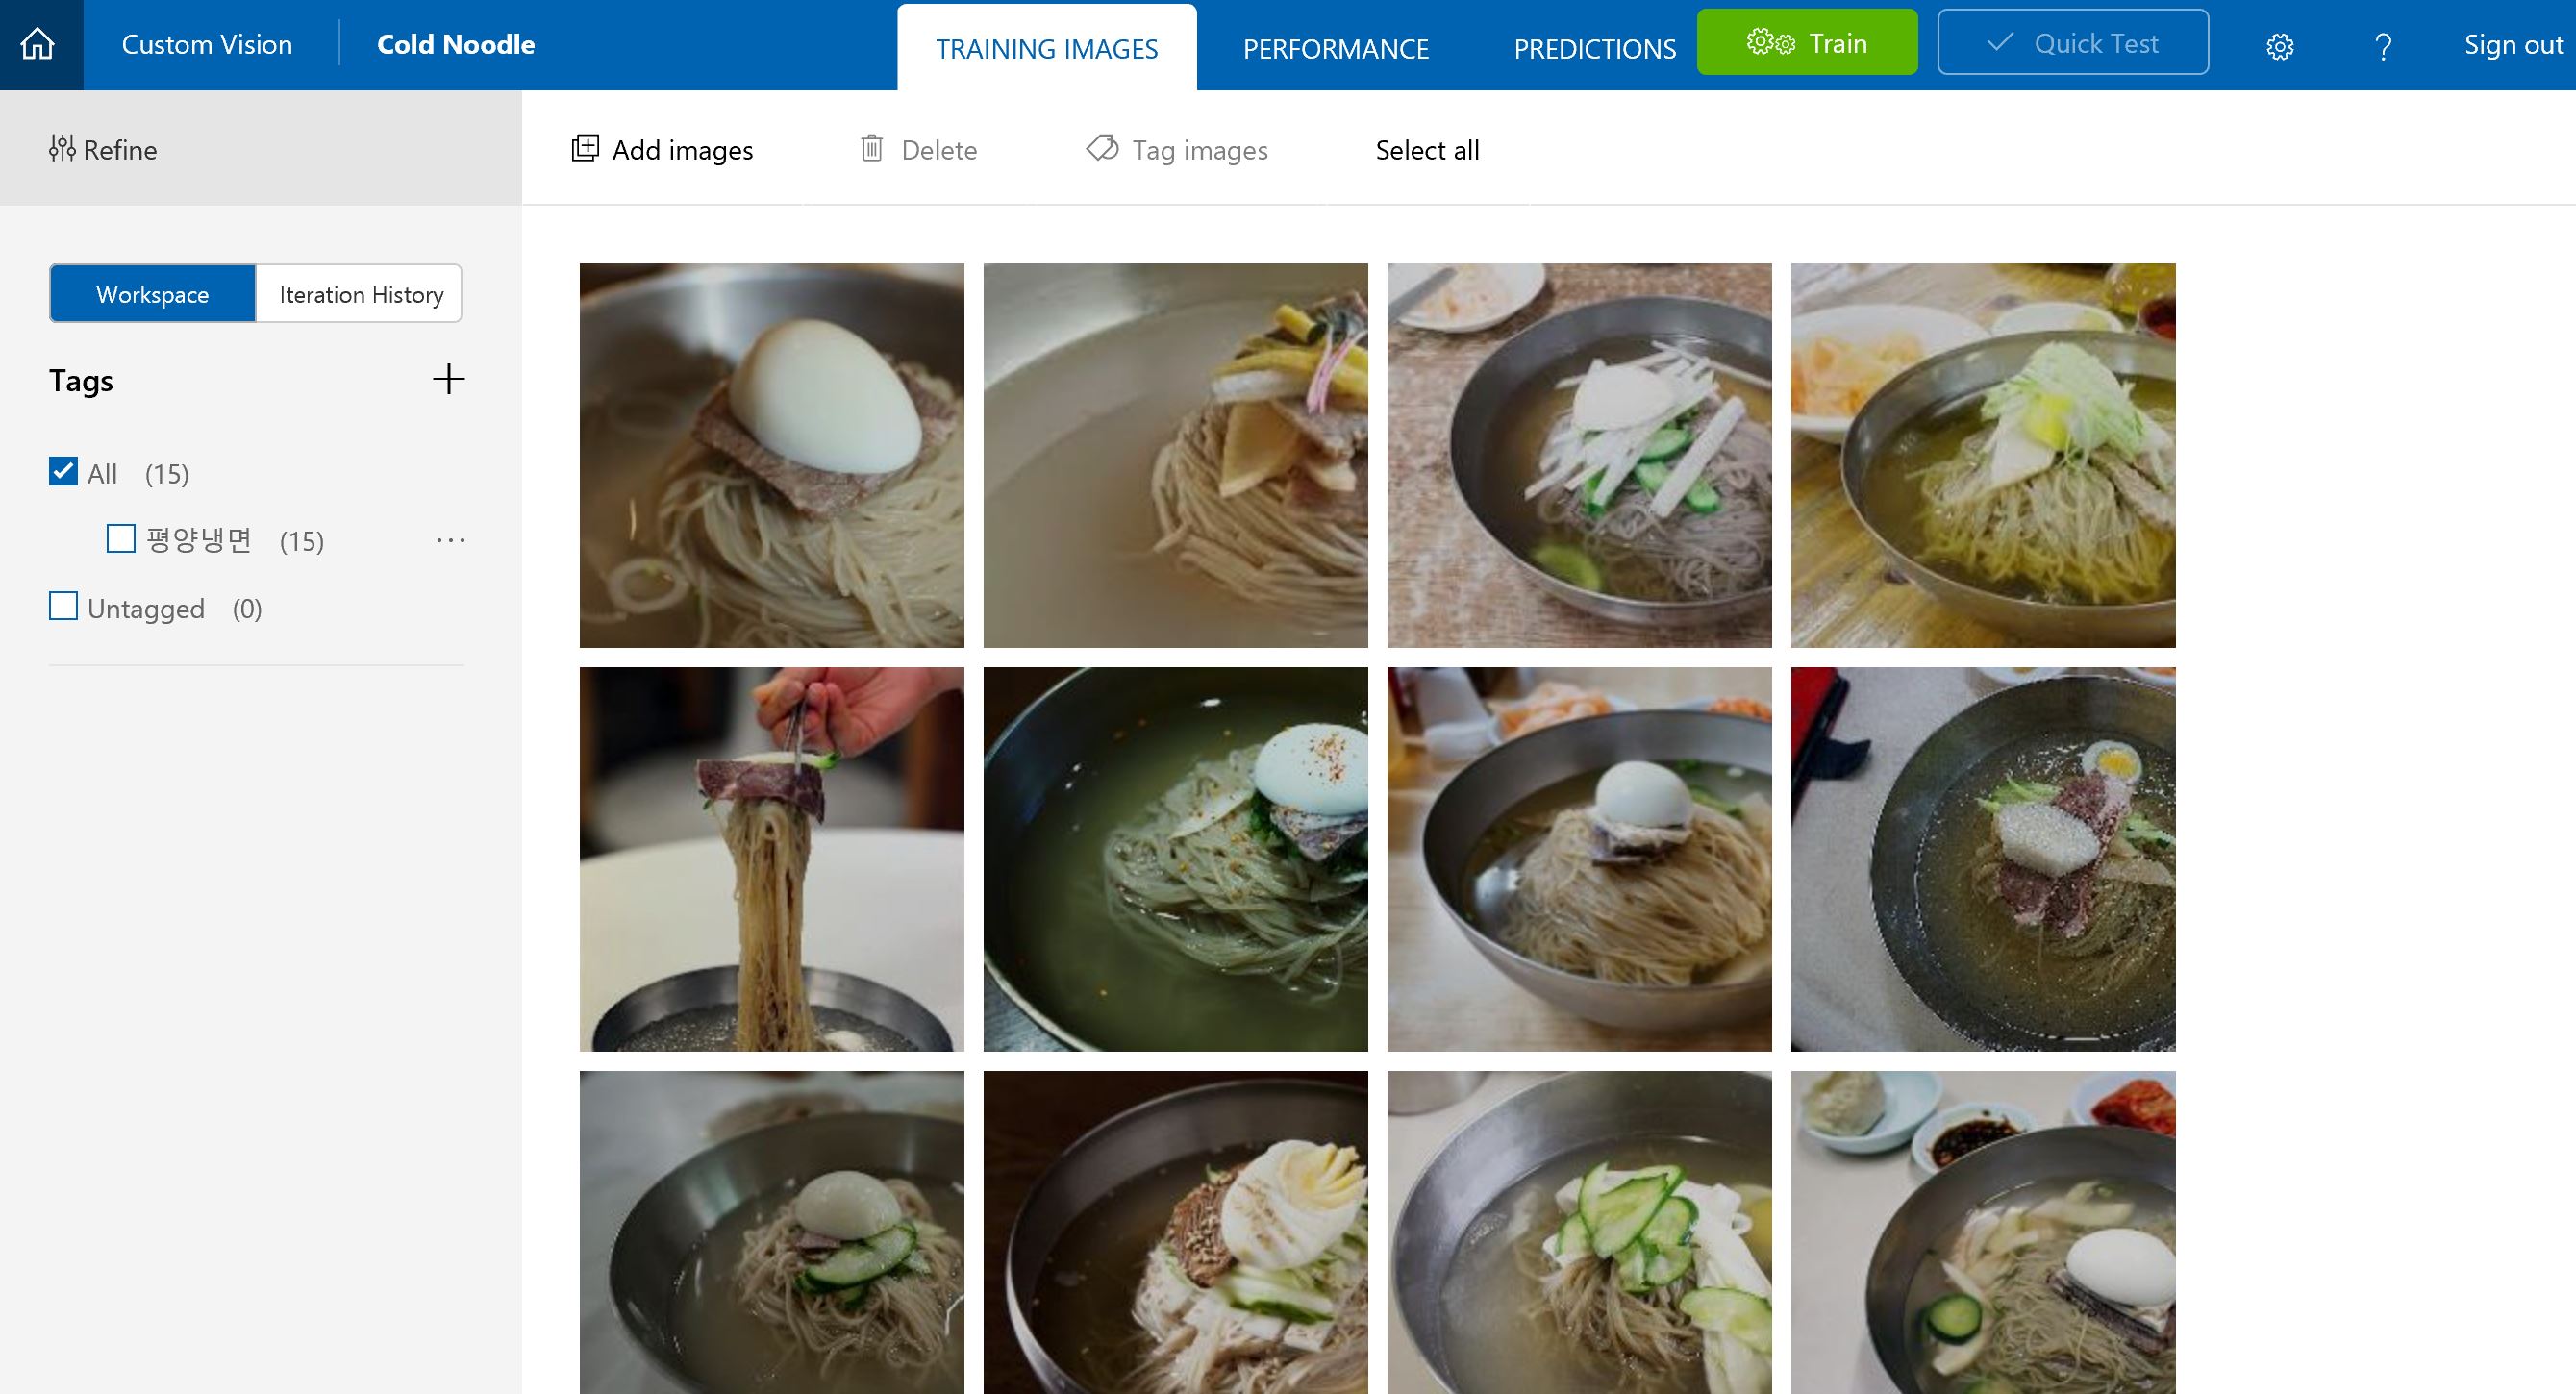 Custom Vision
Cold Noodle
TRAINING IMAGES
PERFORMANCE
PREDICTIONS
Train
Quick Test
?
Sign out
Refine
Add images
Delete
Tag images
Select all
Workspace
Iteration History
Tags
All (15)
평양냉면 (15)
Untagged (0)